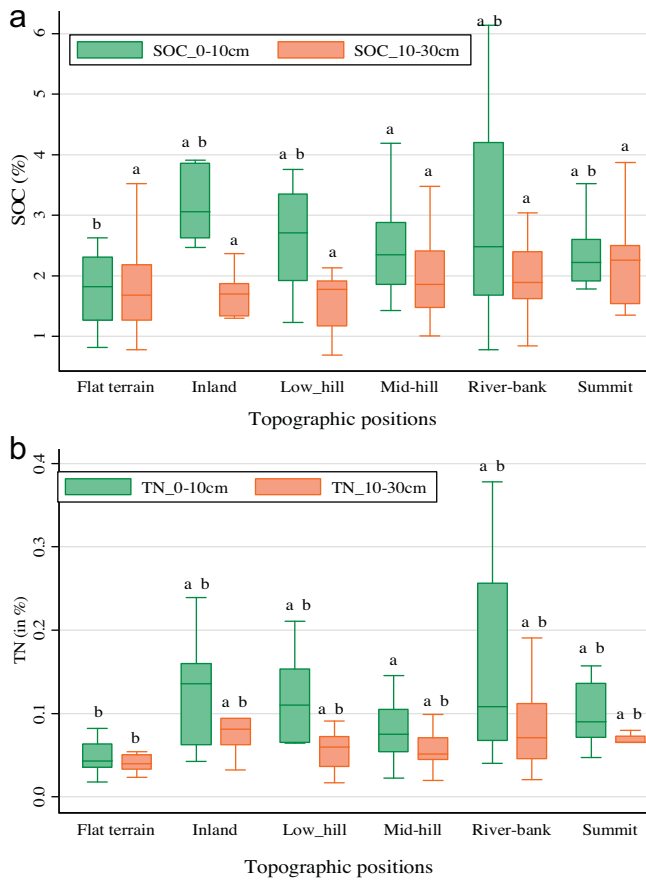 a
SOC_0-10cm SOC_10-30cm
SOC (%)
6
5
4
3
2
1
b a a b a a b a a a a b a a b a
Flat terrain Inland Low_hill Mid-hill River-bank Summit
Topographic positions
b
TN_0-10cm TN_10-30cm
TN (in %)
0.4
0.3
0.2
0.1
0.0
b b a b a b a b a b a a b a b a b a b a b
Flat terrain Inland Low_hill Mid-hill River-bank Summit
Topographic positions